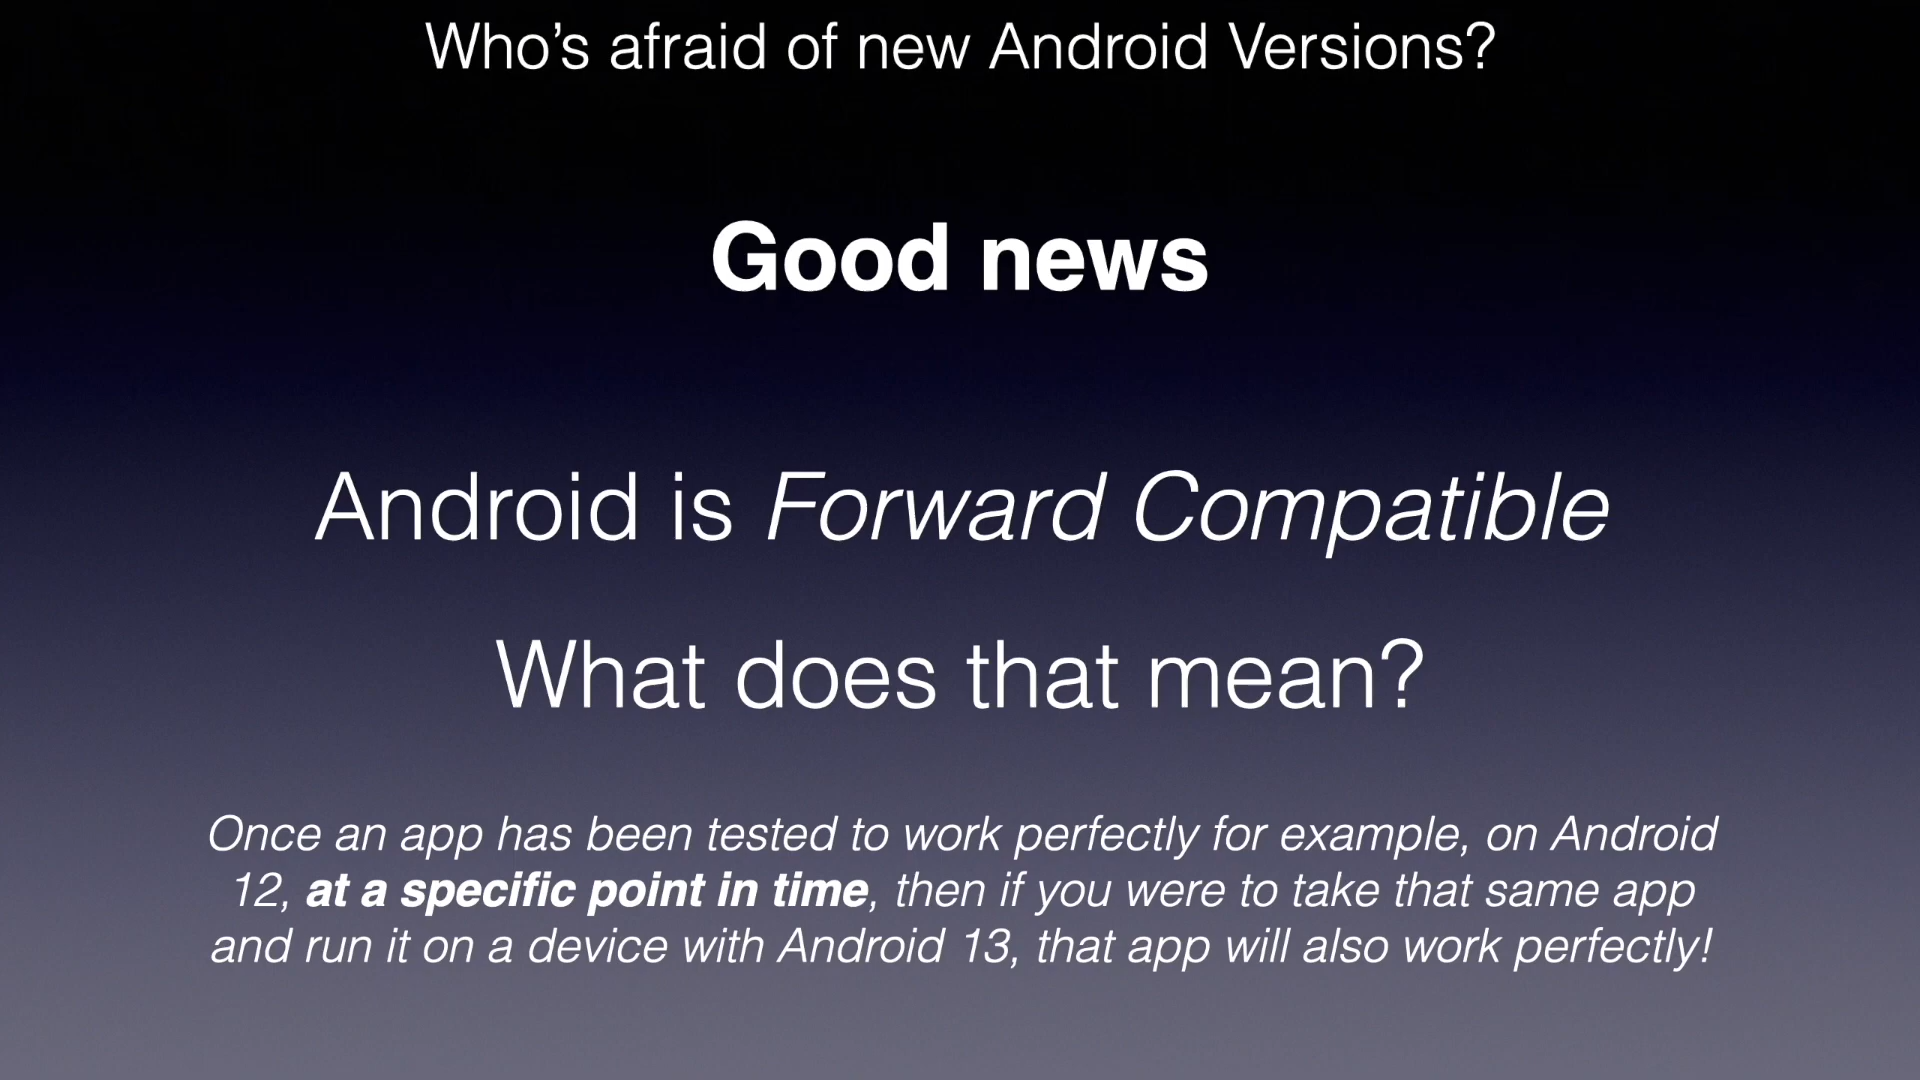 Who’s afraid of new Android Versions?
Good news
Android is Forward Compatible
What does that mean?
Once an app has been tested to work perfectly for example, on Android
12, at a specific point in time, then if you were to take that same app
and run it on a device with Android 13, that app will also work perfectly!